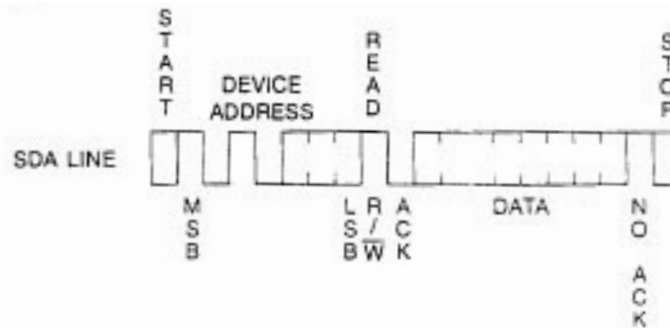 START
READ
STOP
DEVICE
ADDRESS
SDA LINE
MSB
LSB
R/W
ACK
DATA
NO ACK